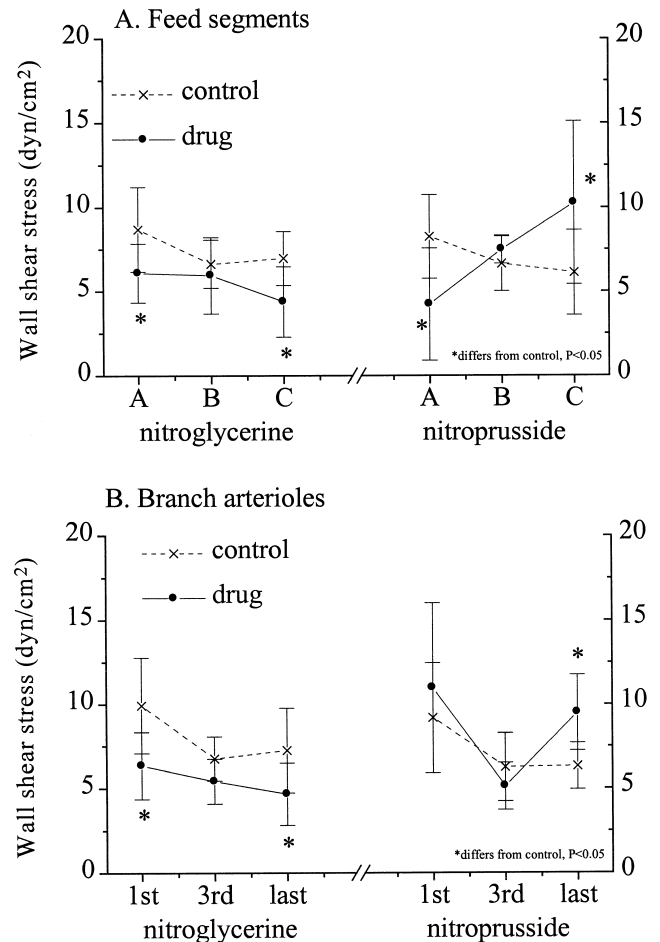 A. Feed segments
20
20
control
drug
15
15
Wall shear stress (dyn/cm2)
10
10
*
*
5
5
*
*
*differs from control, P<0.05
0
0
A B C A B C
nitroglycerine nitroprusside
B. Branch arterioles
20
20
control
drug
15
15
Wall shear stress (dyn/cm2)
*
10
10
5
5
*
*
*differs from control, P<0.05
0
0
1st 3rd last 1st 3rd last
nitroglycerine nitroprusside